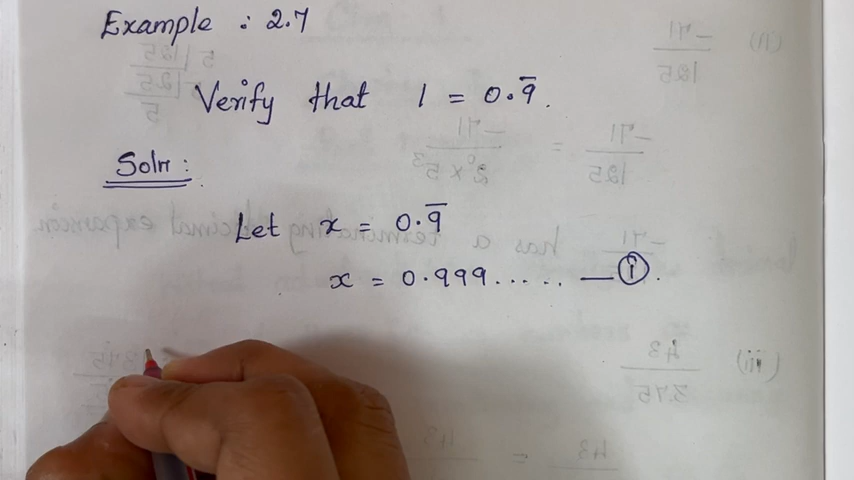 Example : 2.7
Verify that 1 = 0.9̅.
Soln :
Let x = 0.9̅
x = 0.999...... — ⓘ.